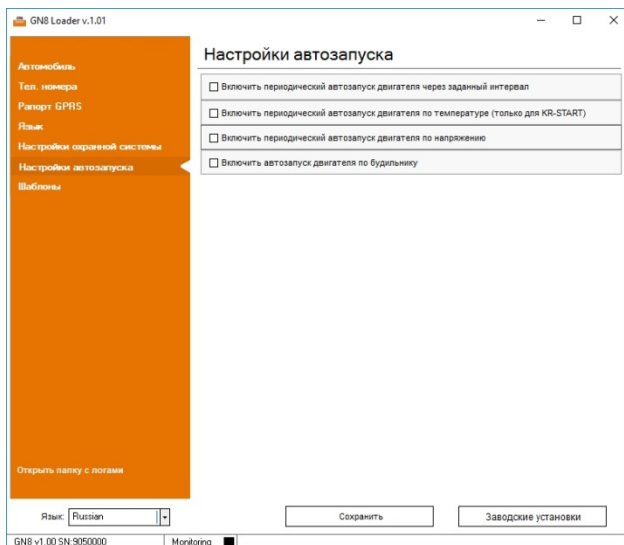 GN8 Loader v.1.01
Автомобиль
Тел. номера
Рапорт GPRS
Язык
Настройки охранной системы
Настройки автозапуска
Шаблоны
Открыть папку с логами
Настройки автозапуска
Включить периодический автозапуск двигателя через заданный интервал
Включить периодический автозапуск двигателя по температуре (только для KR-START)
Включить периодический автозапуск двигателя по напряжению
Включить автозапуск двигателя по будильнику
Язык: Russian
Сохранить
Заводские установки
GN8 v1.00 SN:9050000
Monitoring